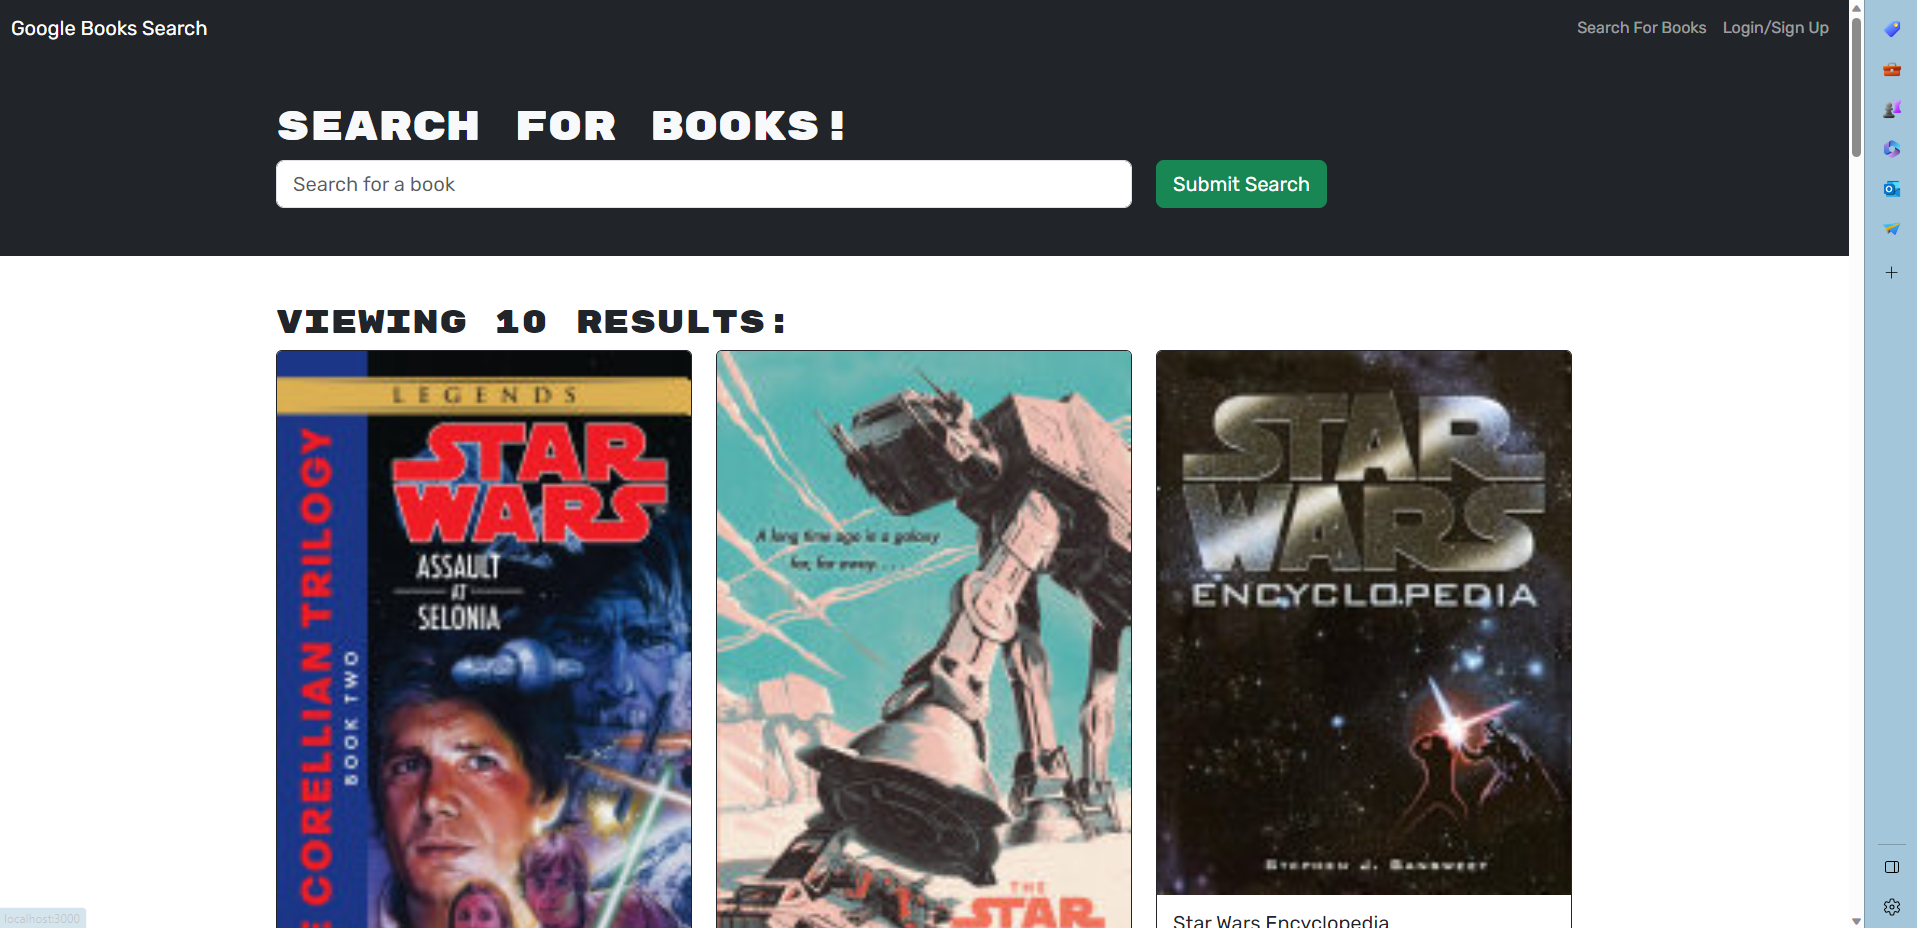 Google Books Search
Search For Books
Login/Sign Up
SEARCH FOR BOOKS!
Search for a book
Submit Search
VIEWING 10 RESULTS:
LEGENDS
STAR
WARS
ASSAULT
AT
SELONIA
CORELLIAN TRILOGY
BOOK TWO
A long time ago in a galaxy
far, far away....
THE
STAR
STAR
WARS
ENCYCLOPEDIA
STEPHEN J. SANSWEET
Star Wars Encyclopedia
localhost:3000